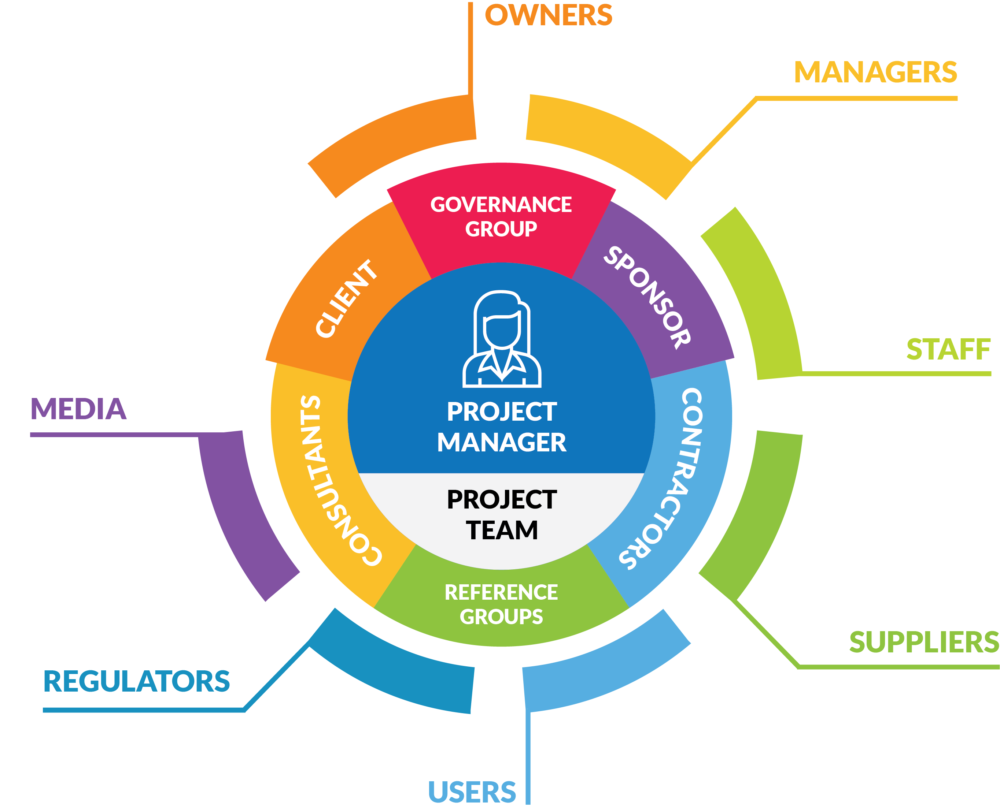 OWNERS
MANAGERS
GOVERNANCE
GROUP
CLIENT
SPONSOR
STAFF
MEDIA
PROJECT
MANAGER
CONSULTANTS
CONTRACTORS
PROJECT
TEAM
REFERENCE
GROUPS
SUPPLIERS
REGULATORS
USERS